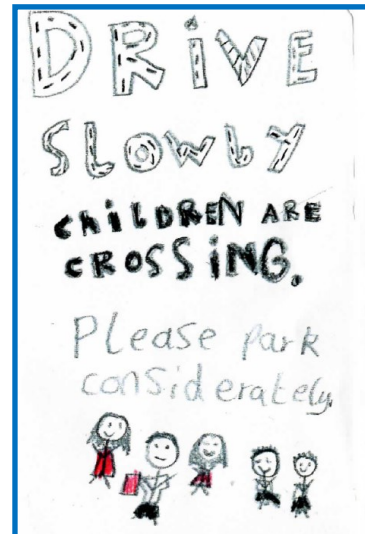 DRiVE
SLOWLY
CHiLDREN ARE
CROSSiNG.
Please park
considerately.